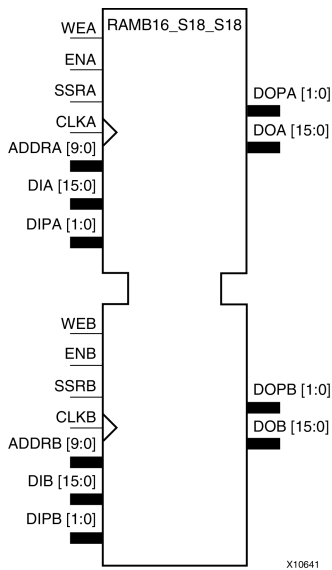 RAMB16_S18_S18
WEA
ENA
SSRA
CLKA
ADDRA [9:0]
DIA [15:0]
DIPA [1:0]
DOPA [1:0]
DOA [15:0]
WEB
ENB
SSRB
CLKB
ADDRB [9:0]
DIB [15:0]
DIPB [1:0]
DOPB [1:0]
DOB [15:0]
X10641